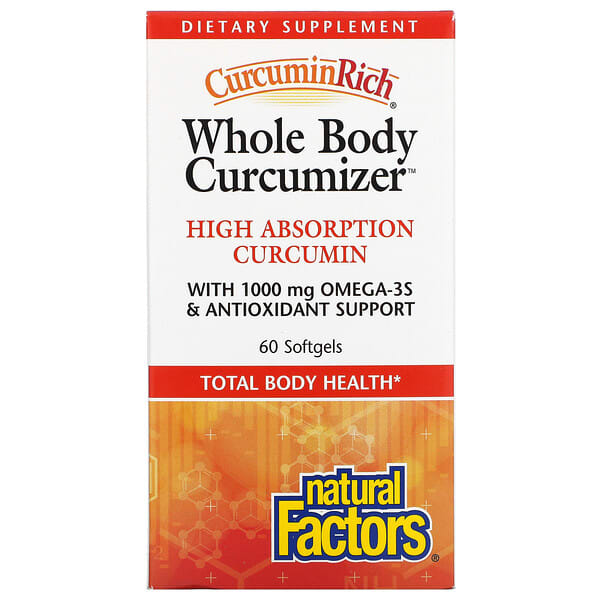 DIETARY SUPPLEMENT
CurcuminRich®
Whole Body
Curcumizer™
HIGH ABSORPTION
CURCUMIN
WITH 1000 mg OMEGA-3S
& ANTIOXIDANT SUPPORT
60 Softgels
TOTAL BODY HEALTH*
natural
Factors®